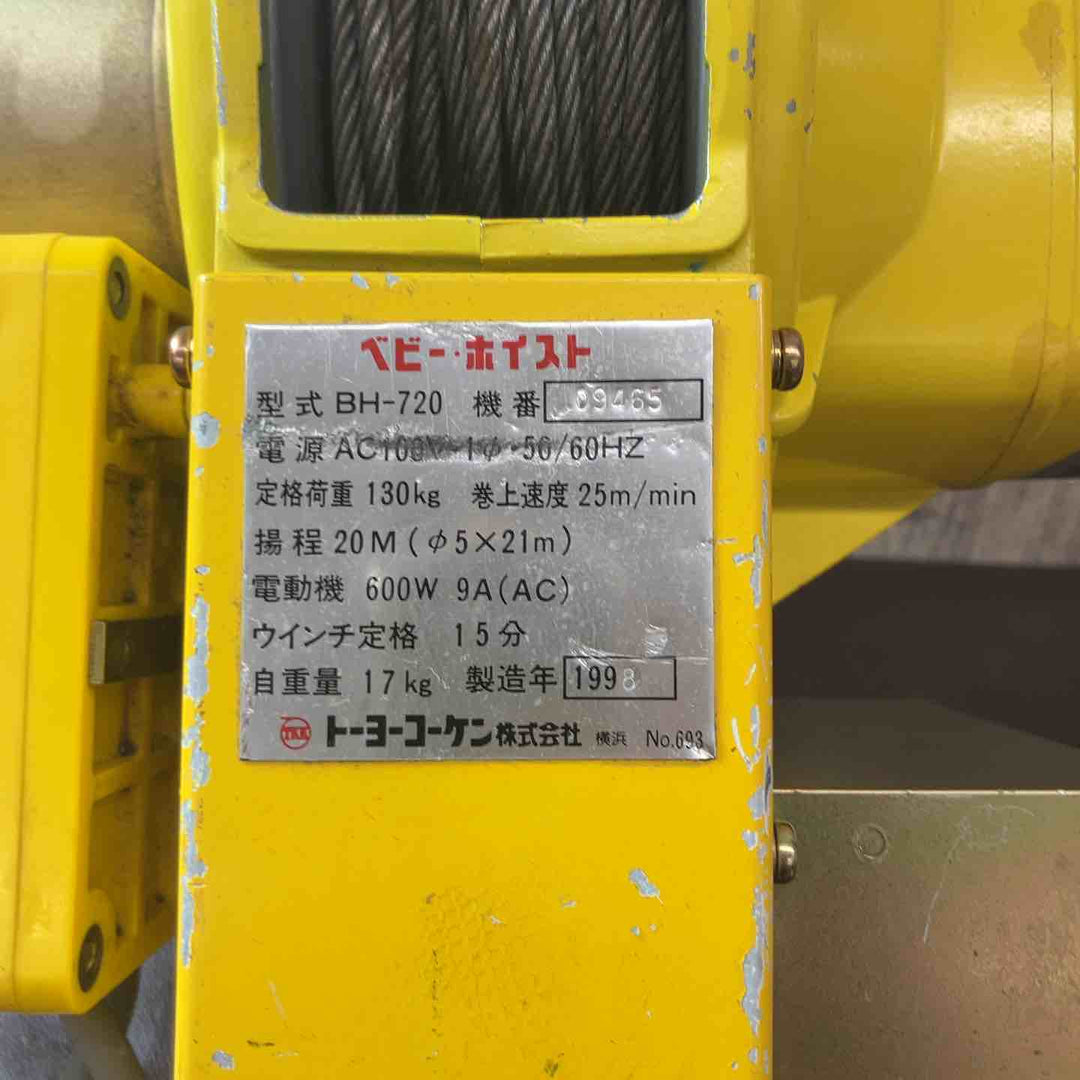 ベビー・ホイスト
型式 BH-720 機番 09465
電源 AC100V・1φ・50/60HZ
定格荷重 130kg 巻上速度 25m/min
揚程 20M (φ5×21m)
電動機 600W 9A(AC)
ウインチ定格 15分
自重量 17kg 製造年 1998
TKK トーヨーコーケン株式会社 横浜 No.693